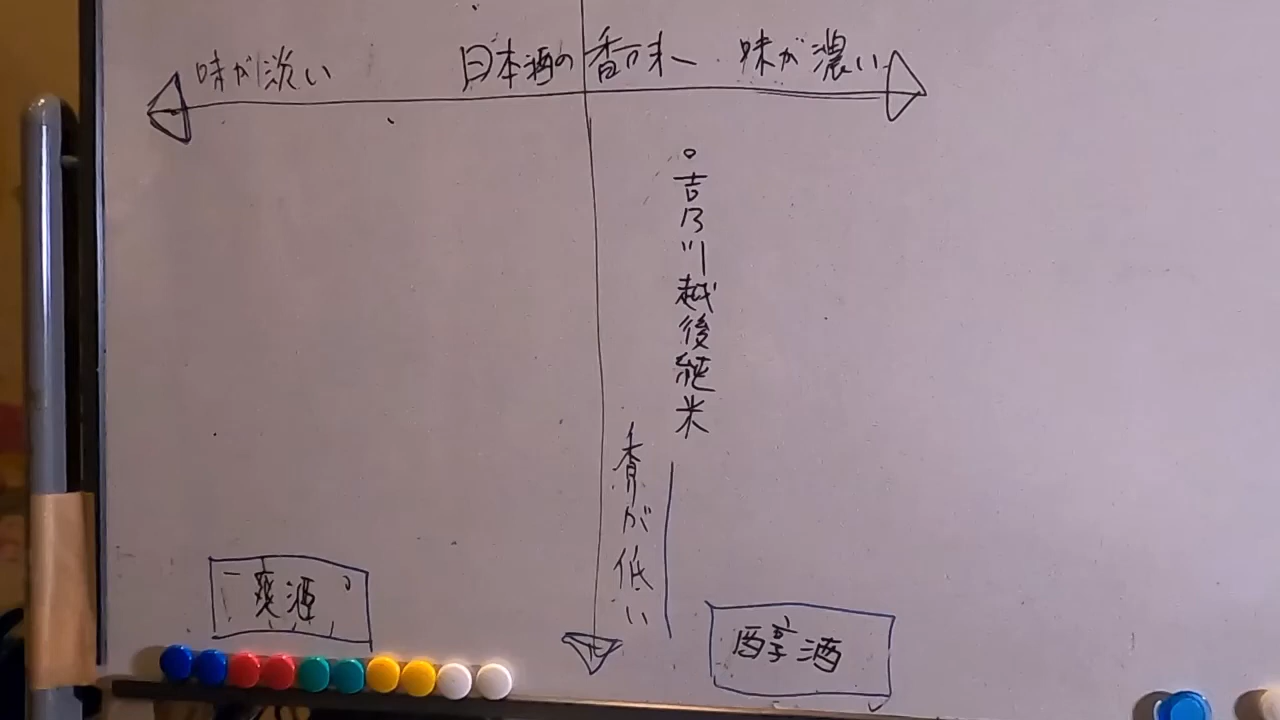 味が淡い
日本酒の香味
味が濃い
吉乃川越後純米
香が低い
爽酒
醇酒